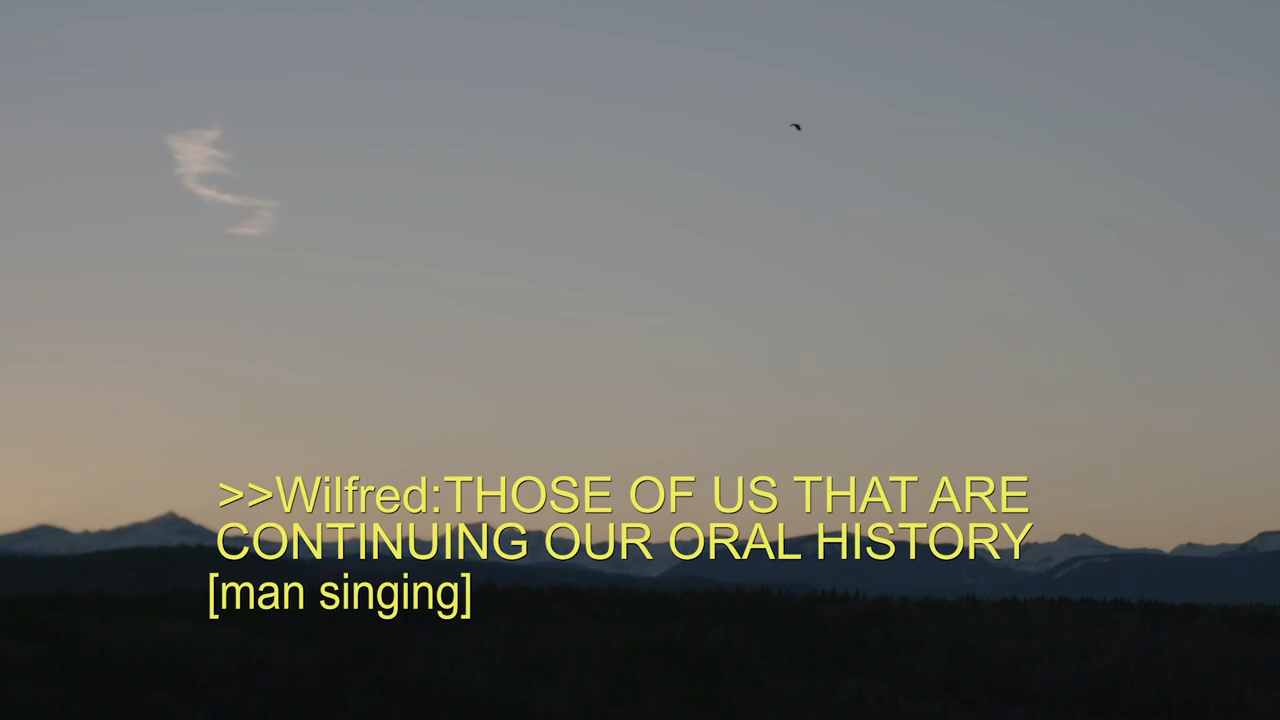 >>Wilfred:THOSE OF US THAT ARE
CONTINUING OUR ORAL HISTORY
[man singing]